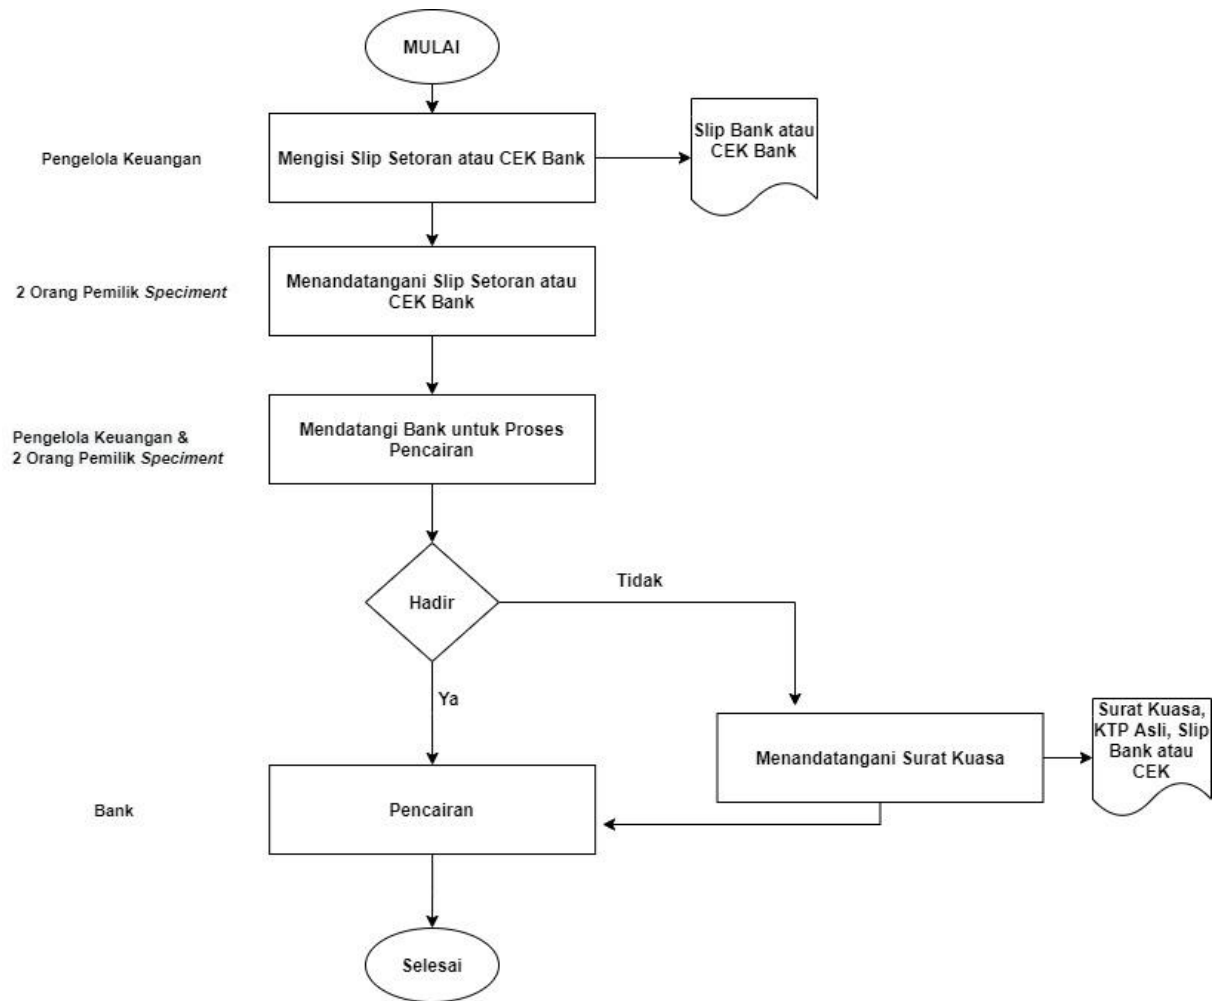 MULAI
Pengelola Keuangan
Mengisi Slip Setoran atau CEK Bank
Slip Bank atau
CEK Bank
2 Orang Pemilik Speciment
Menandatangani Slip Setoran atau
CEK Bank
Pengelola Keuangan &
2 Orang Pemilik Speciment
Mendatangi Bank untuk Proses
Pencairan
Hadir
Tidak
Ya
Menandatangani Surat Kuasa
Surat Kuasa,
KTP Asli, Slip
Bank atau
CEK
Bank
Pencairan
Selesai